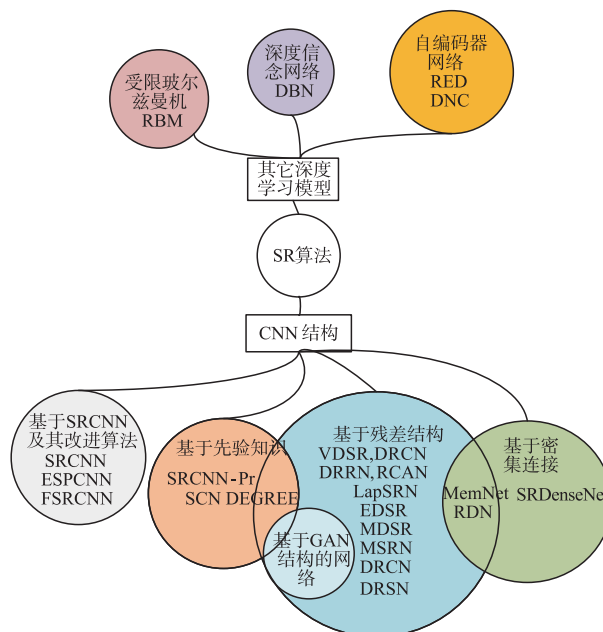 受限玻尔
兹曼机
RBM
深度信
念网络
DBN
自编码器
网络
RED
DNC
其它深度
学习模型
SR算法
CNN 结构
基于SRCNN
及其改进算法
SRCNN
ESPCNN
FSRCNN
基于先验知识
SRCNN-Pr
SCN DEGREE
基于残差结构
VDSR,DRCN
DRRN,RCAN
LapSRN
EDSR
MDSR
MSRN
DRCN
DRSN
基于GAN
结构的网
络
基于密
集连接
MemNet SRDenseNet
RDN